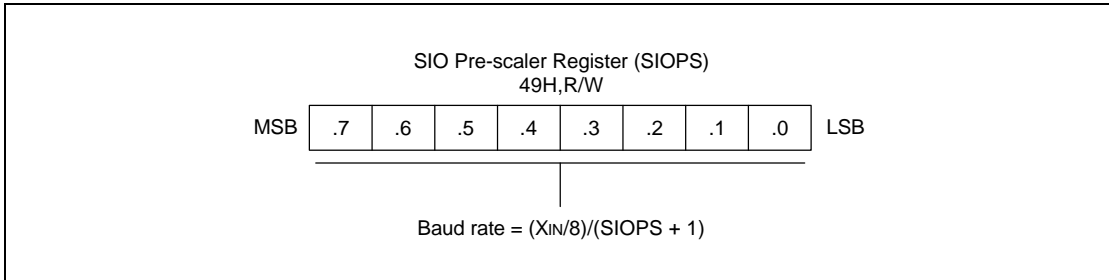 SIO Pre-scaler Register (SIOPS)
49H,R/W
MSB .7 .6 .5 .4 .3 .2 .1 .0 LSB
Baud rate = (XIN/8)/(SIOPS + 1)